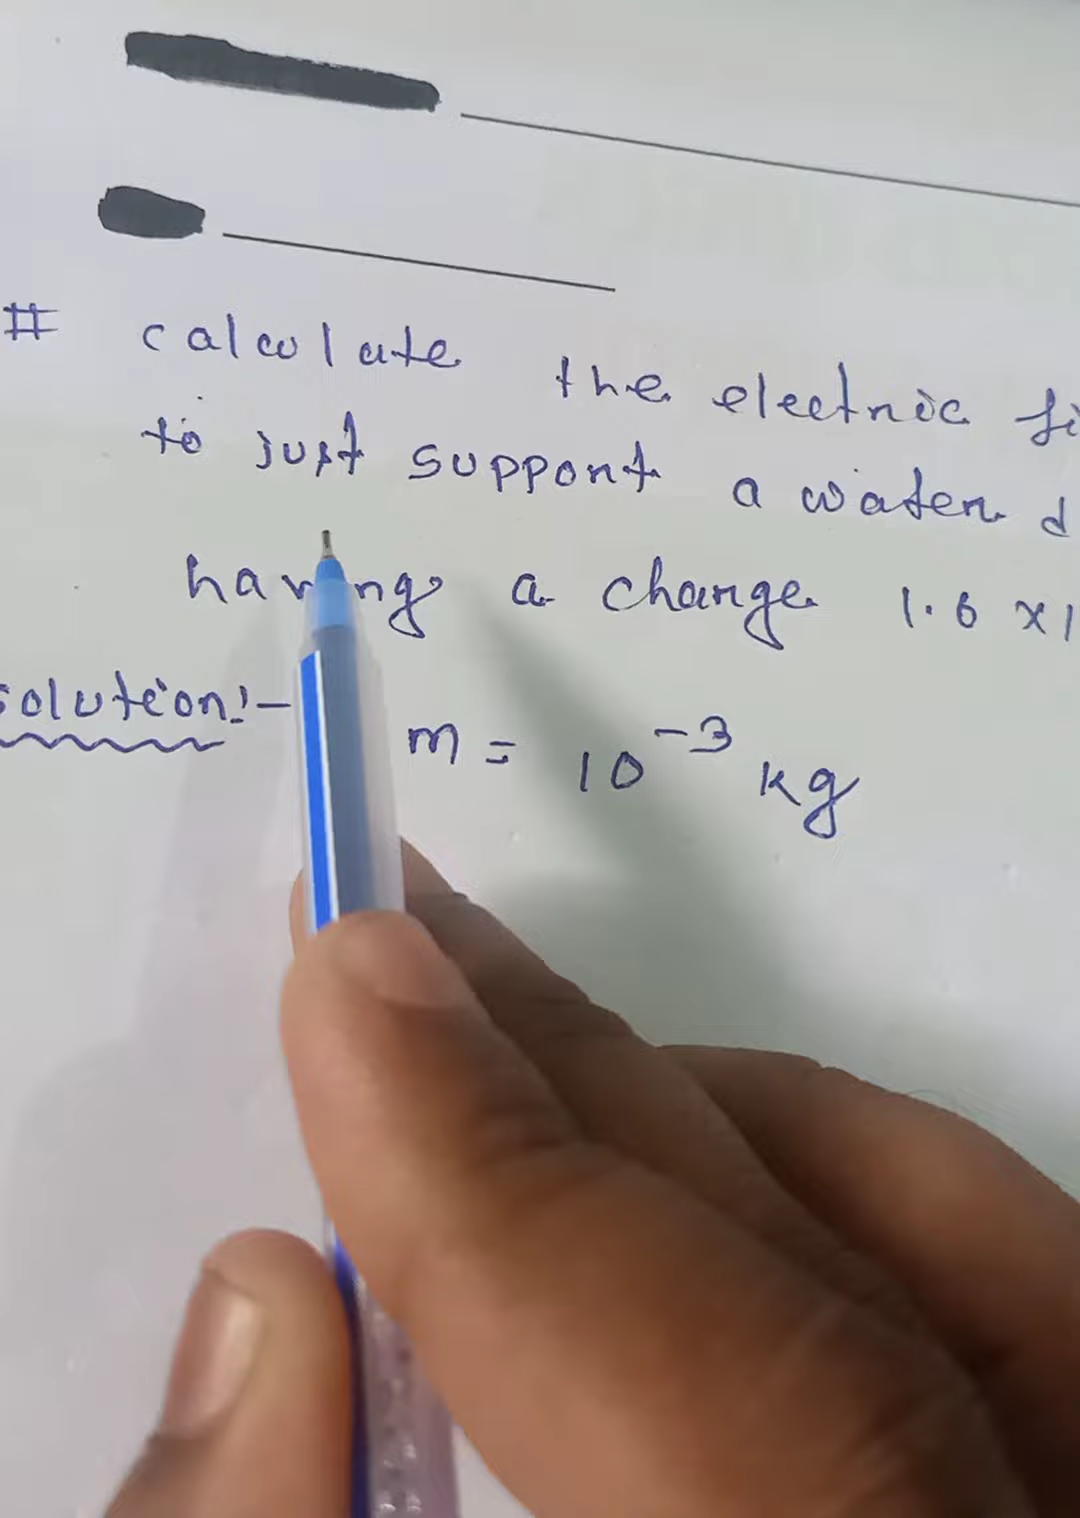 # calculate the electric
to just support a water
having a charge 1.6 ×
solution:-
m = 10⁻³ kg